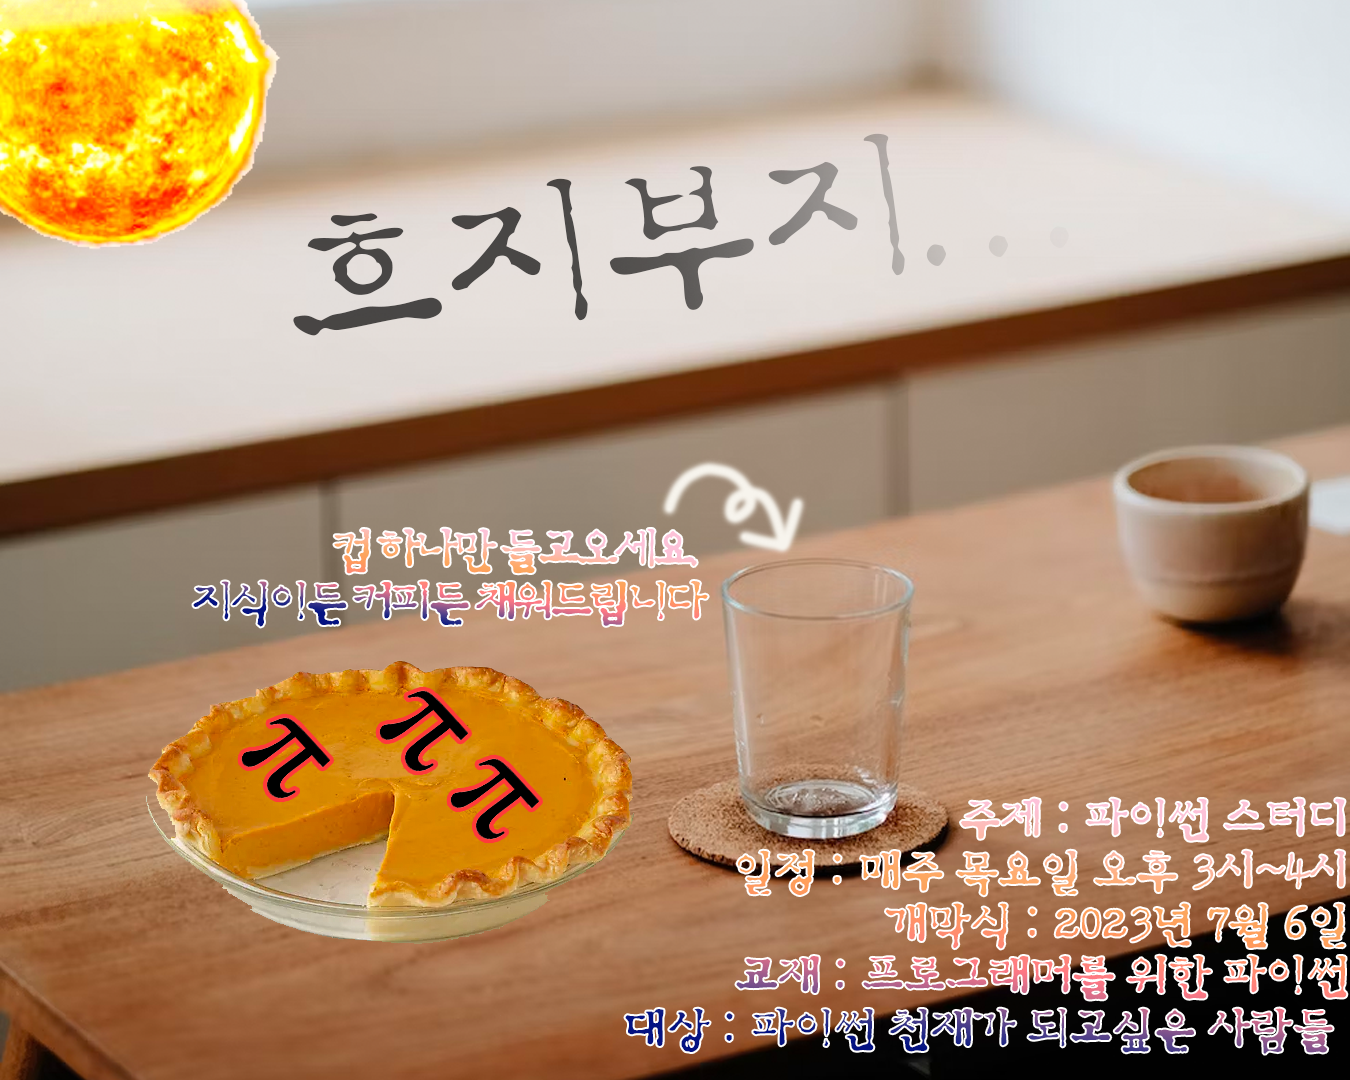 흐지부지...
컵 하나만 들고오세요
지식이든 커피든 채워드립니다
π π π
주제 : 파이썬 스터디
일정 : 매주 목요일 오후 3시~4시
개막식 : 2023년 7월 6일
교재 : 프로그래머를 위한 파이썬
대상 : 파이썬 천재가 되고싶은 사람들